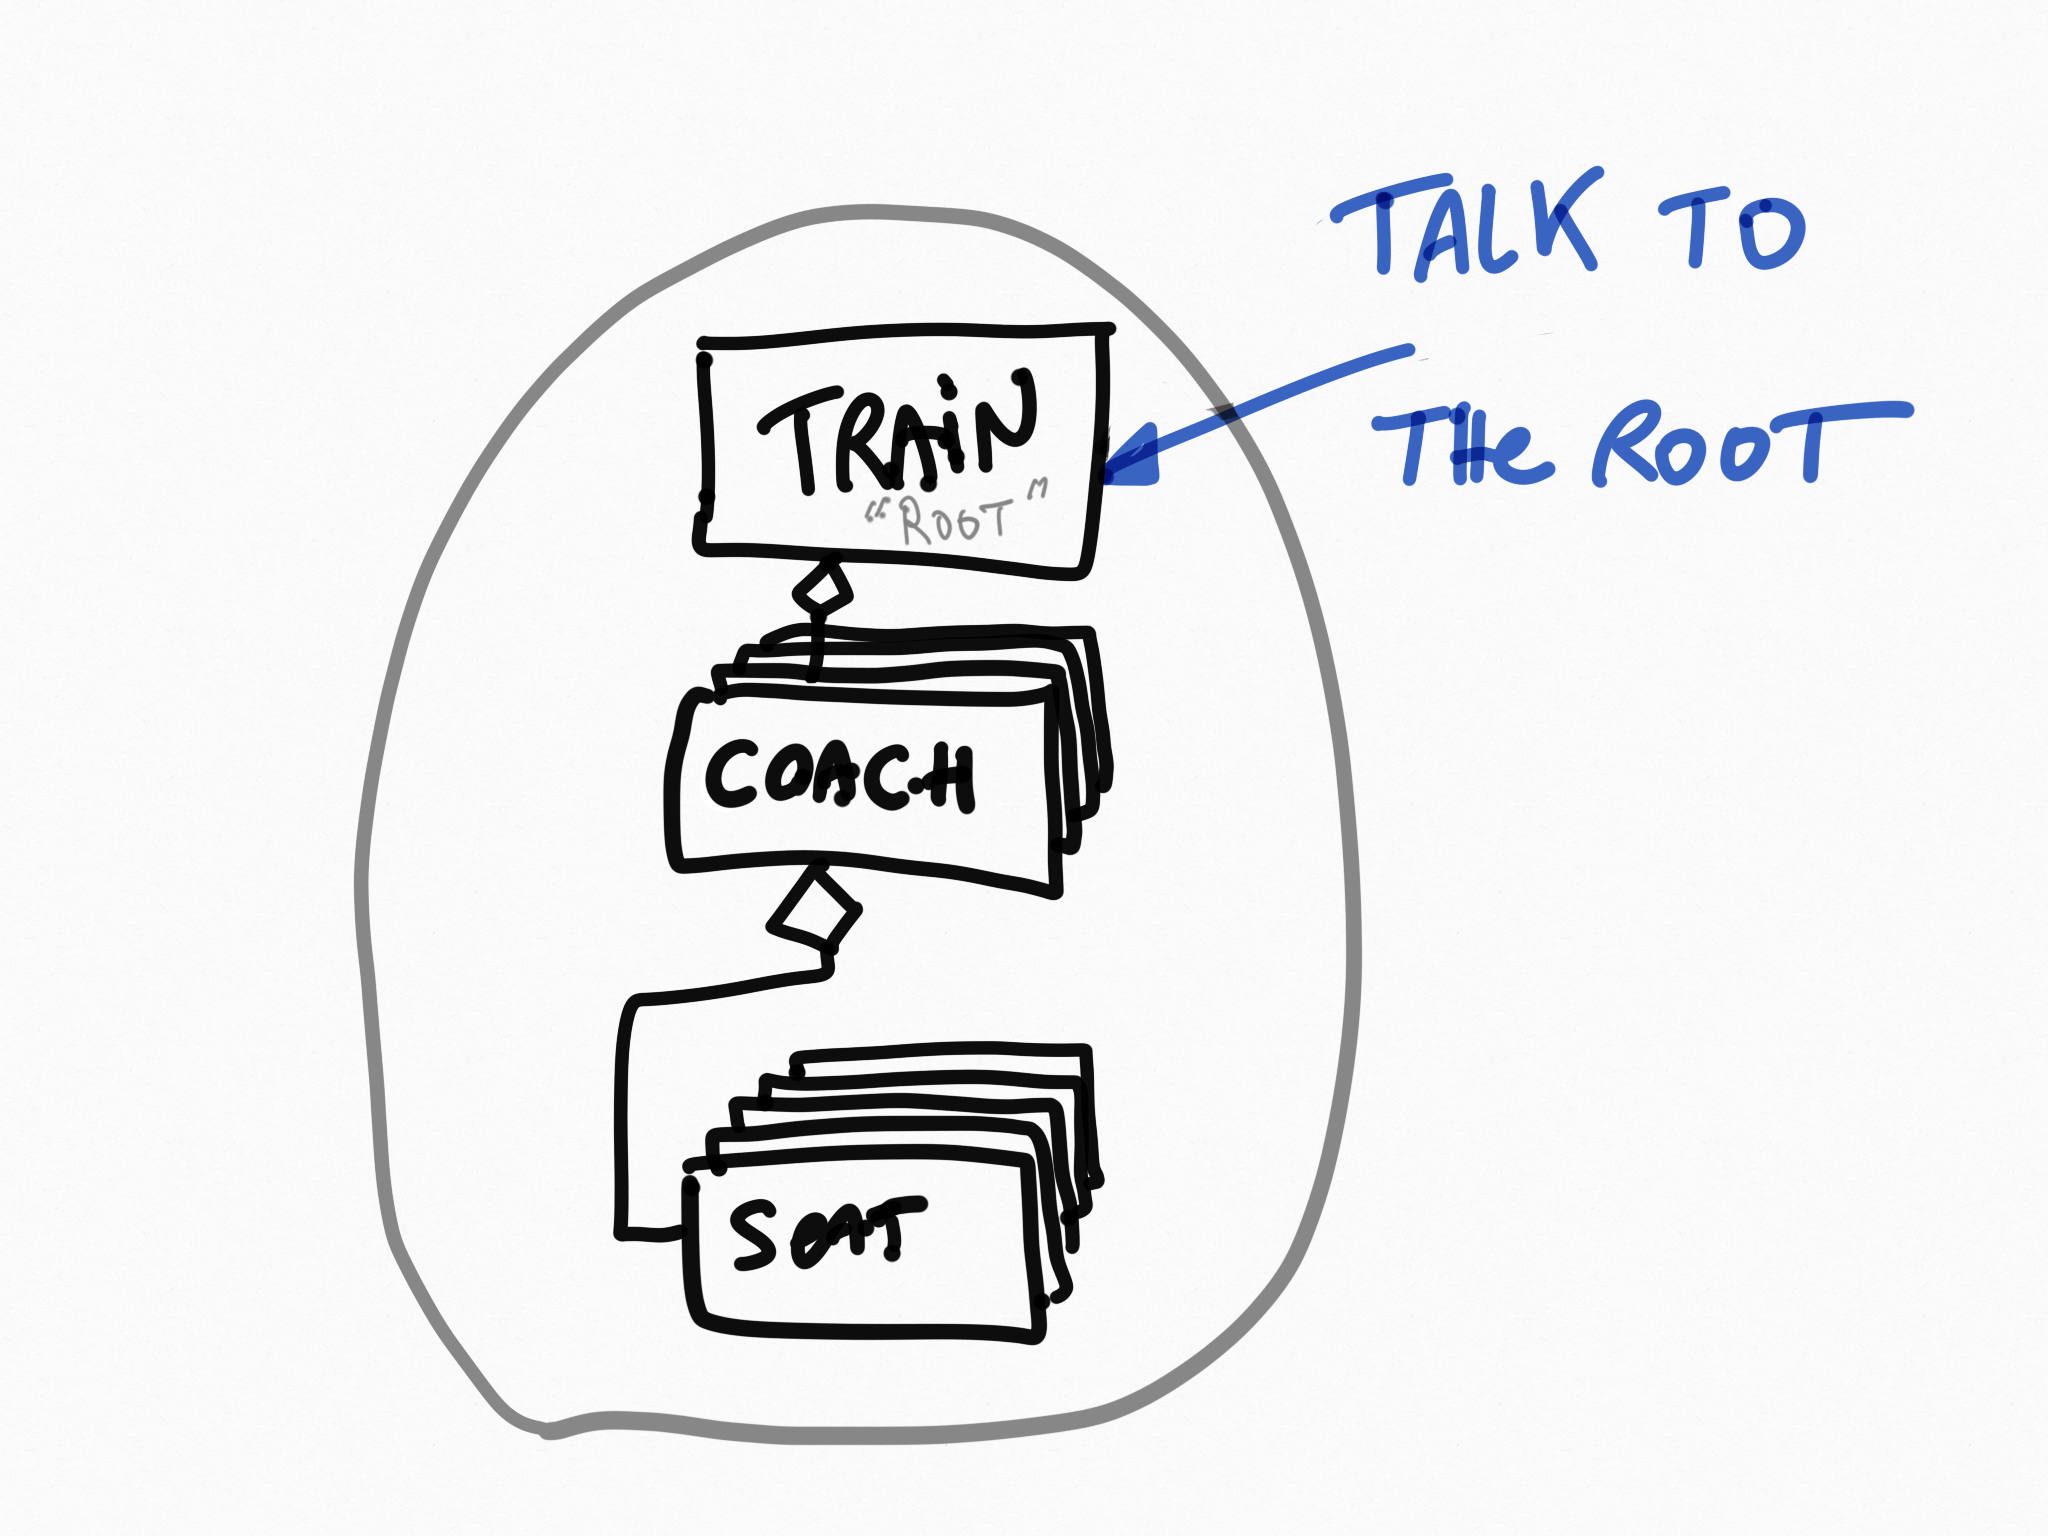 TALK TO
THe ROOT
TRAiN
"ROOT"
COACH
SeAT